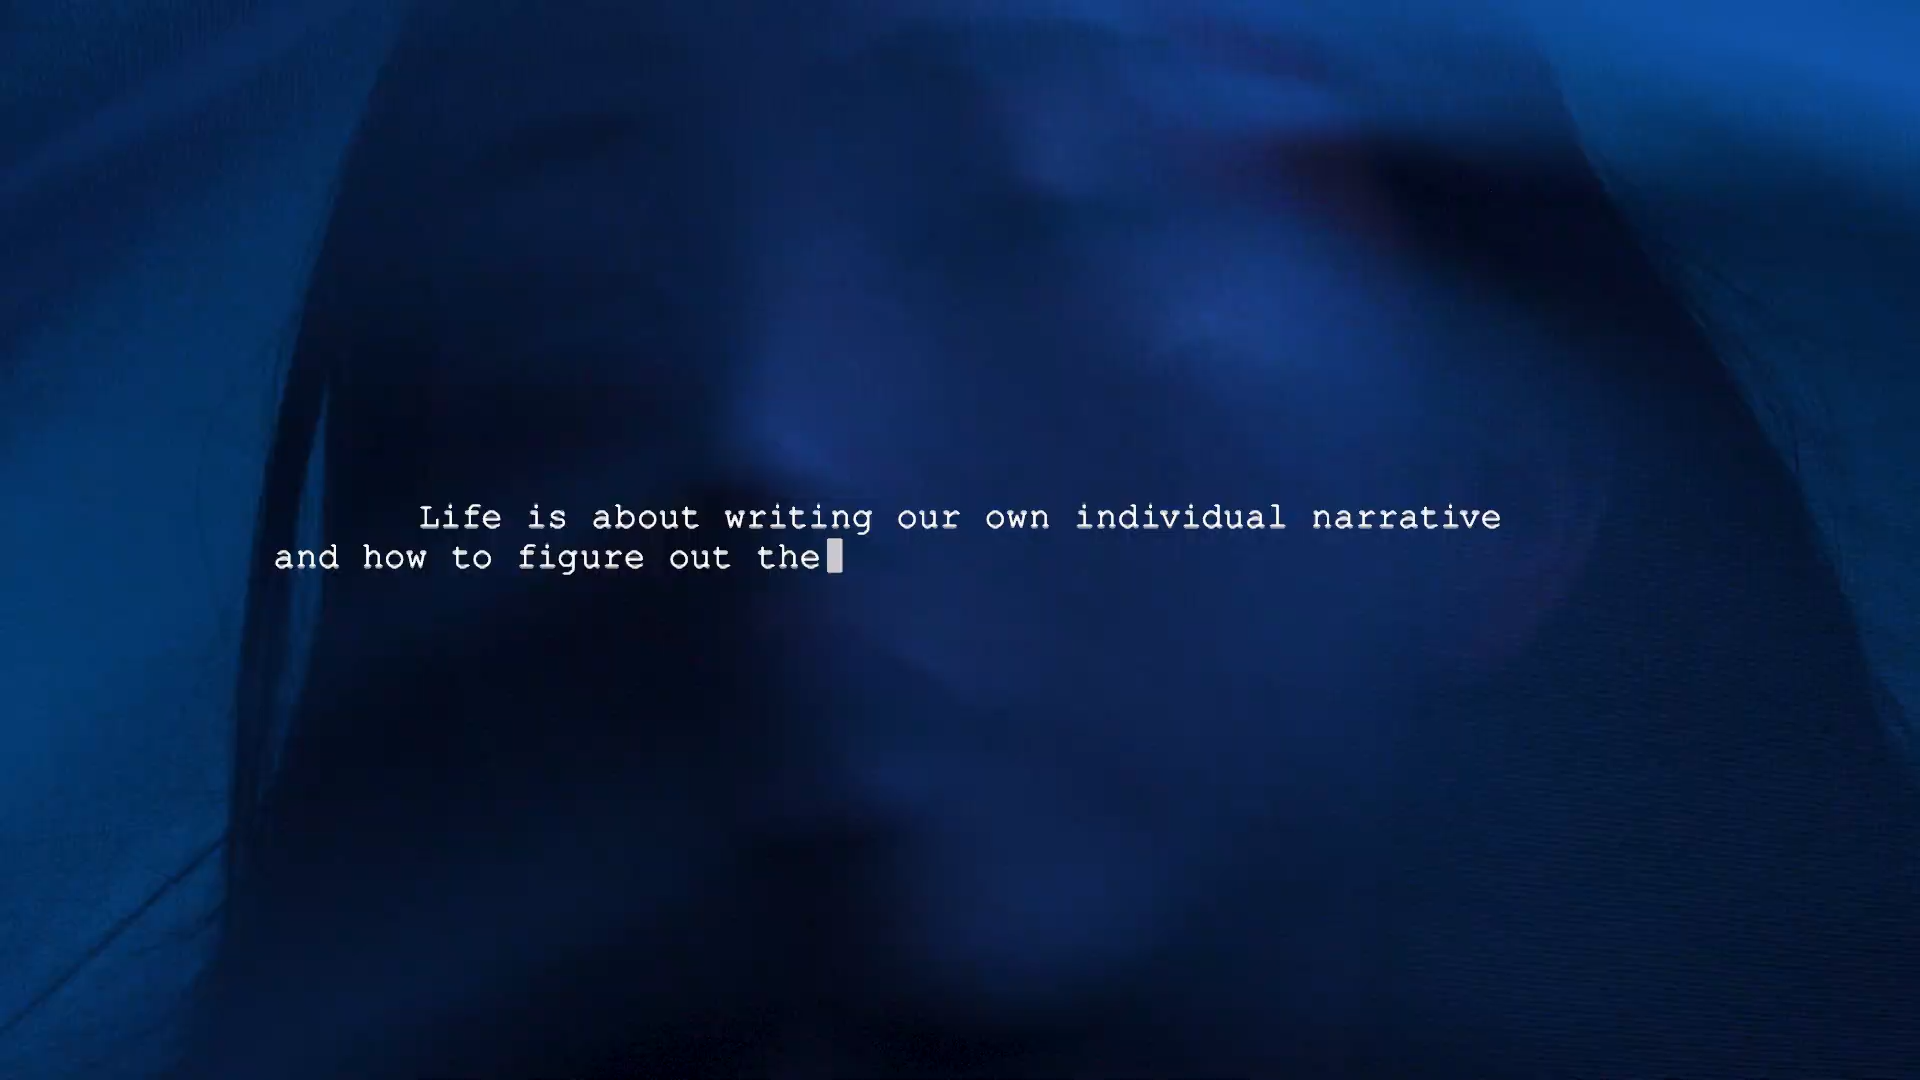 Life is about writing our own individual narrative
and how to figure out the